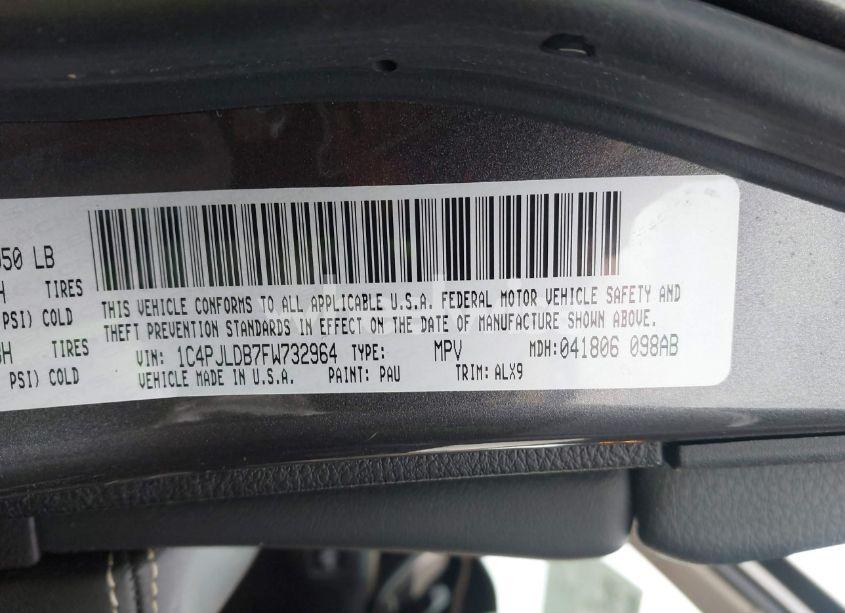 50 LB
H TIRES
PSI) COLD
H TIRES
PSI) COLD
THIS VEHICLE CONFORMS TO ALL APPLICABLE U.S.A. FEDERAL MOTOR VEHICLE SAFETY AND
THEFT PREVENTION STANDARDS IN EFFECT ON THE DATE OF MANUFACTURE SHOWN ABOVE.
VIN: 1C4PJLDB7FW732964 TYPE: MPV MDH:041806 098AB
VEHICLE MADE IN U.S.A. PAINT: PAU TRIM: ALX9